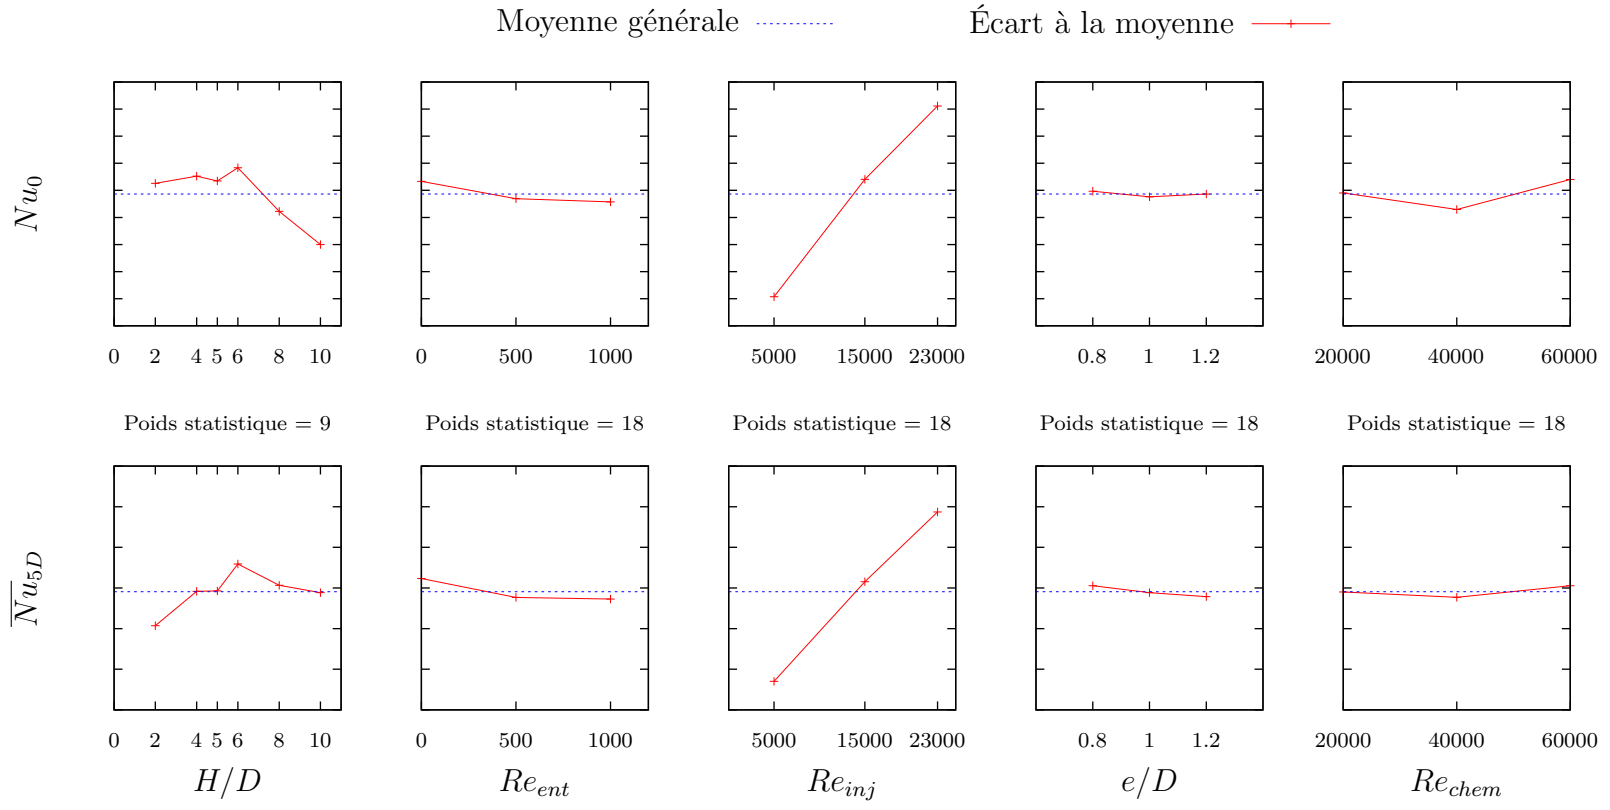 Moyenne générale Écart à la moyenne
Nu0
0 2 4 5 6 8 10 0 500 1000 5000 15000 23000 0.8 1 1.2 20000 40000 60000
Poids statistique = 9 Poids statistique = 18 Poids statistique = 18 Poids statistique = 18 Poids statistique = 18
N̅u̅5D
0 2 4 5 6 8 10 0 500 1000 5000 15000 23000 0.8 1 1.2 20000 40000 60000
H/D Reent Reinj e/D Rechem